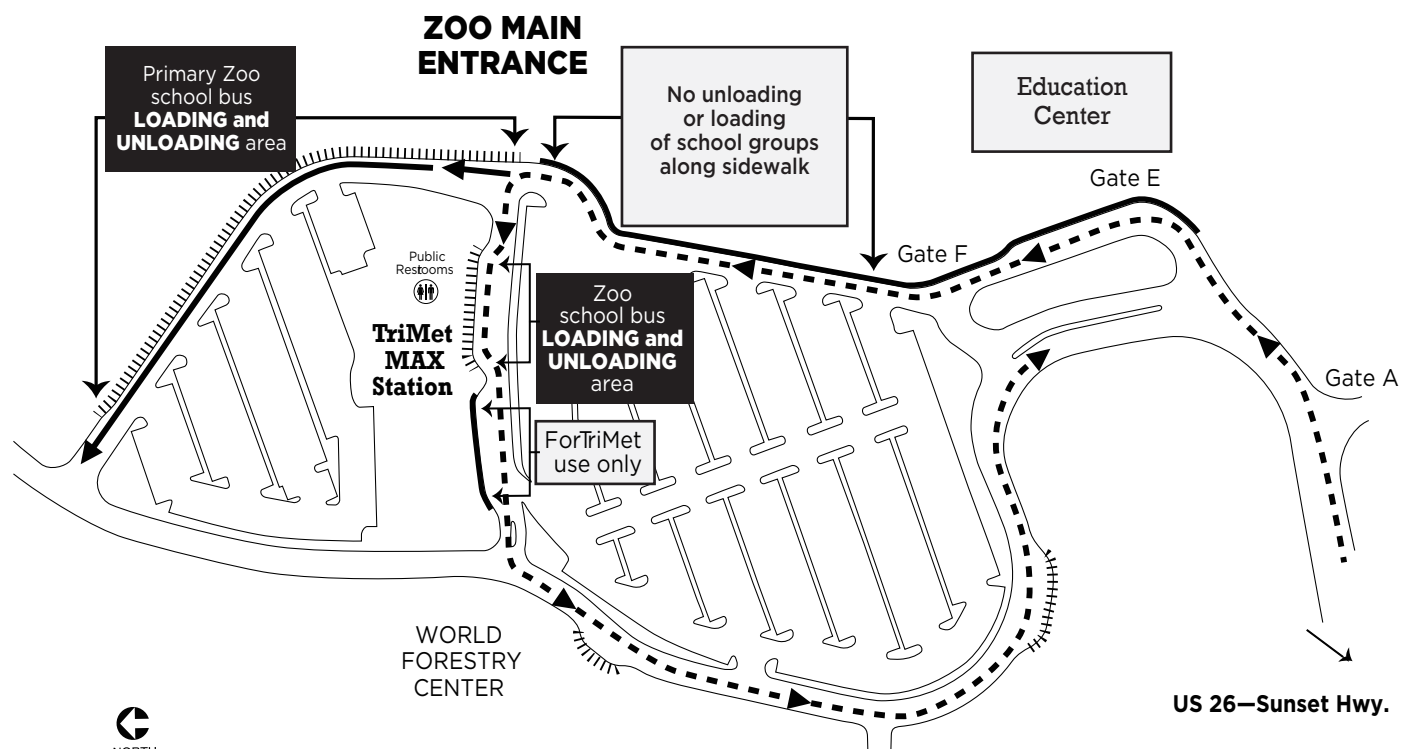 ZOO MAIN
ENTRANCE
Primary Zoo
school bus
LOADING and
UNLOADING area
No unloading
or loading
of school groups
along sidewalk
Education
Center
Gate E
Gate F
Gate A
Public
Restooms
TriMet
MAX
Station
Zoo
school bus
LOADING and
UNLOADING
area
ForTriMet
use only
WORLD
FORESTRY
CENTER
US 26—Sunset Hwy.
NORTH